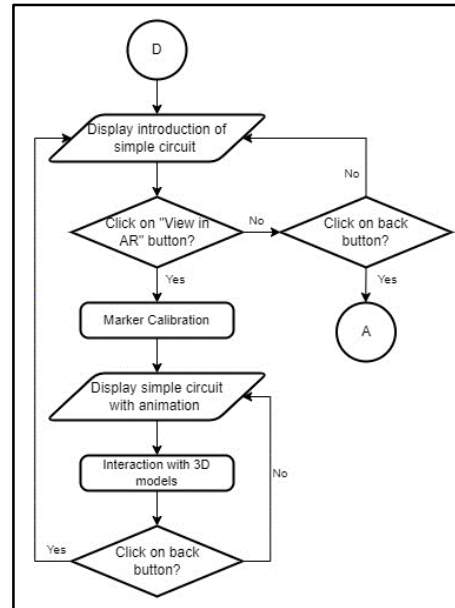 D
Display introduction of
simple circuit
No
Click on "View in
AR" button?
No
Click on back
button?
Yes
Yes
Marker Calibration
A
Display simple circuit
with animation
Interaction with 3D
models
No
Yes
Click on back
button?